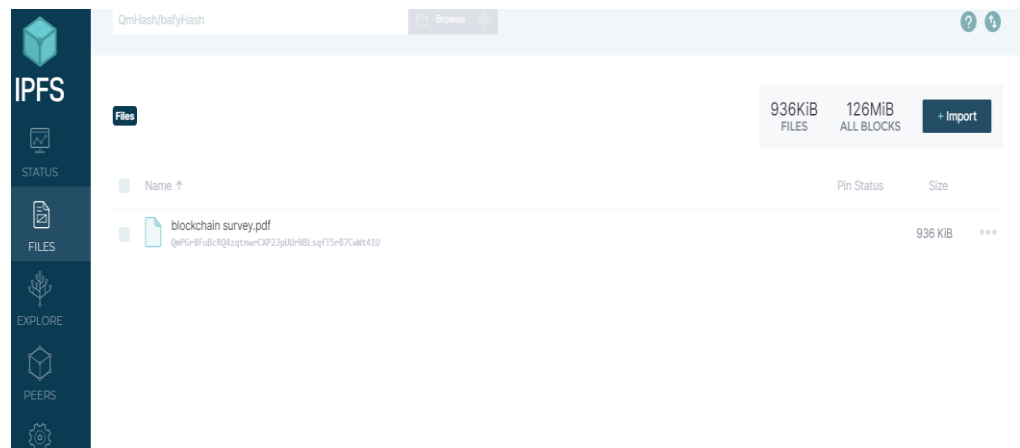 QmHash/bafyHash
Browse
IPFS
936KiB
FILES
126MiB
ALL BLOCKS
+ Import
Files
STATUS
Name ↑
Pin Status
Size
blockchain survey.pdf
936 KiB
FILES
EXPLORE
PEERS